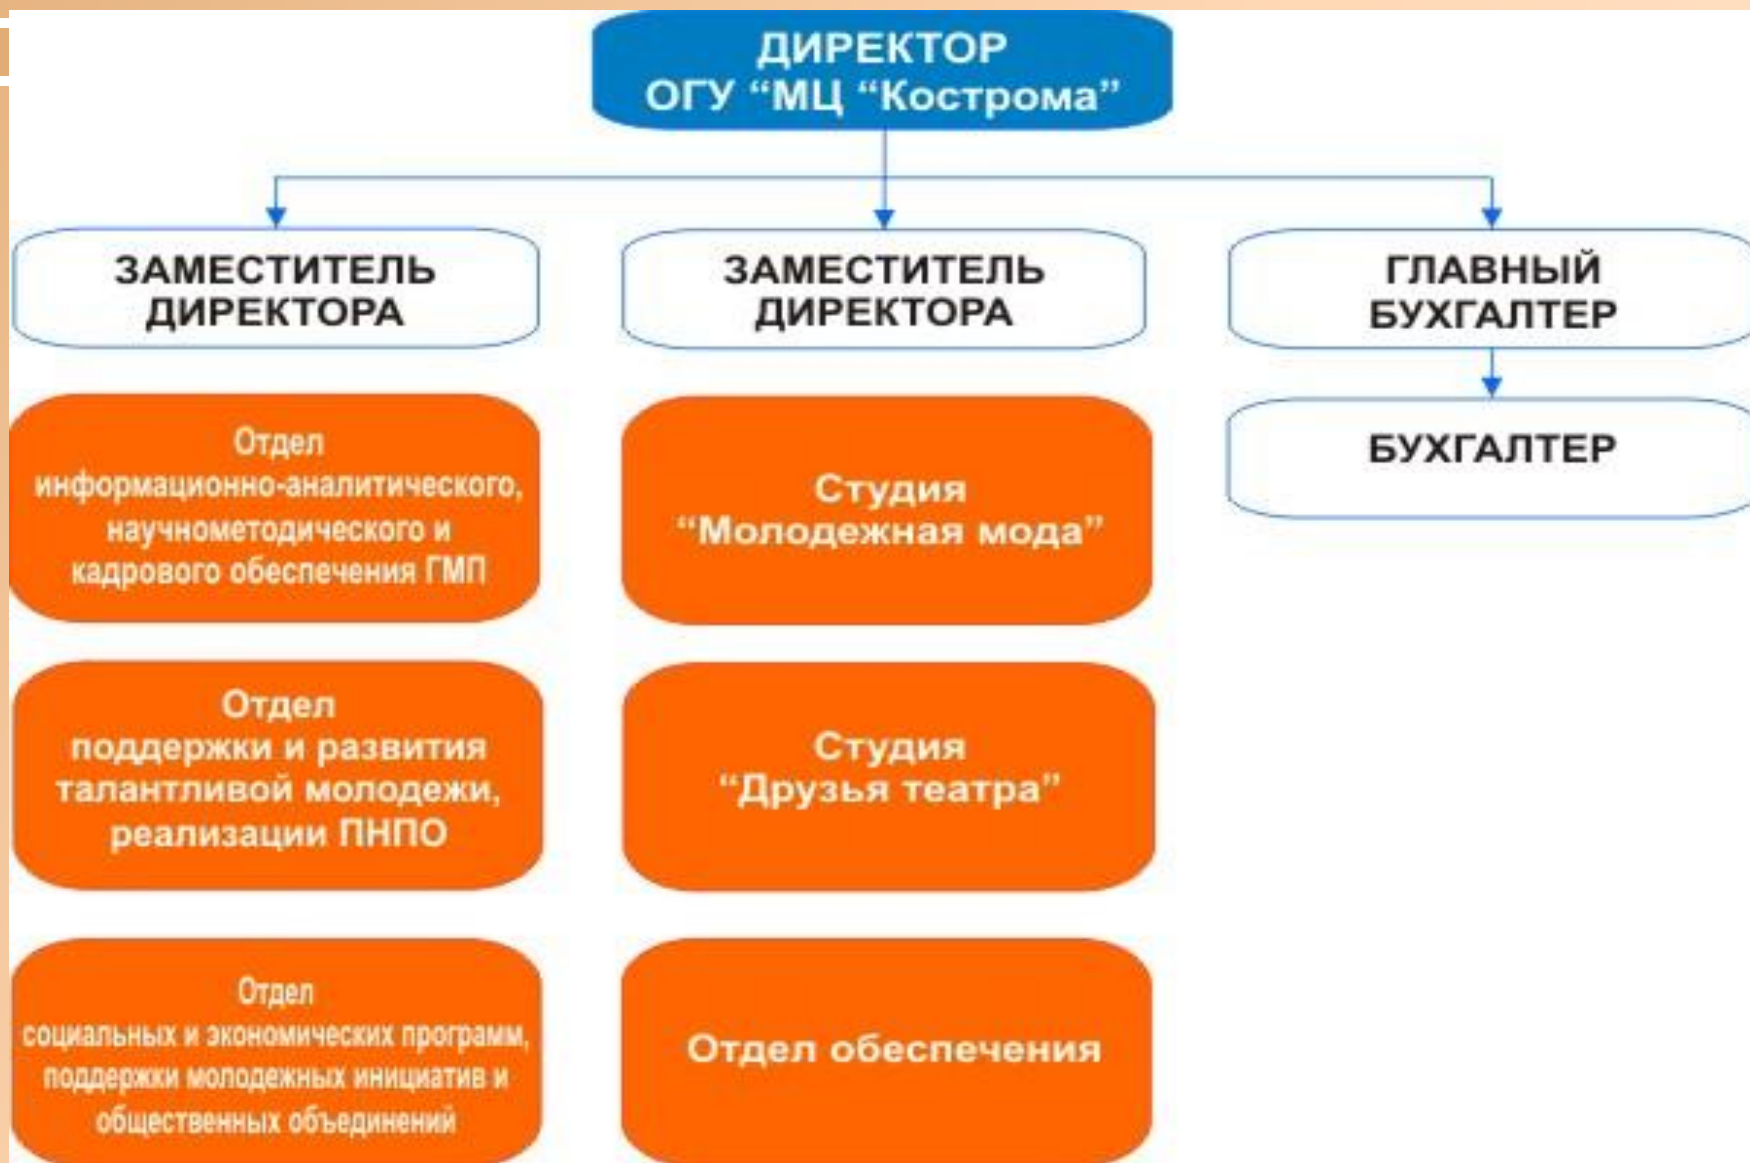 ДИРЕКТОР
ОГУ “МЦ “Кострома”
ЗАМЕСТИТЕЛЬ
ДИРЕКТОРА
ЗАМЕСТИТЕЛЬ
ДИРЕКТОРА
ГЛАВНЫЙ
БУХГАЛТЕР
Отдел
информационно-аналитического,
научнометодического и
кадрового обеспечения ГМП
Студия
“Молодежная мода”
БУХГАЛТЕР
Отдел
поддержки и развития
талантливой молодежи,
реализации ПНПО
Студия
“Друзья театра”
Отдел
социальных и экономических программ,
поддержки молодежных инициатив и
общественных объединений
Отдел обеспечения